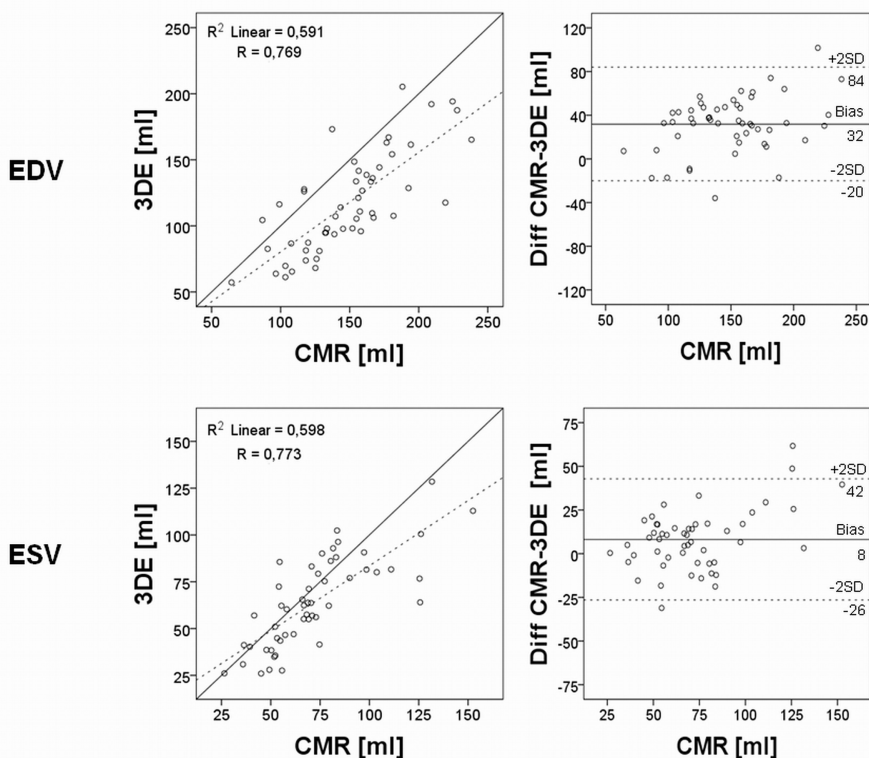 EDV
3DE [ml]
R² Linear = 0,591
R = 0,769
250
200
150
100
50
50 100 150 200 250
CMR [ml]
Diff CMR-3DE [ml]
120
80
40
0
-40
-80
-120
+2SD
84
Bias
32
-2SD
-20
50 100 150 200 250
CMR [ml]
ESV
3DE [ml]
R² Linear = 0,598
R = 0,773
150
125
100
75
50
25
25 50 75 100 125 150
CMR [ml]
Diff CMR-3DE [ml]
75
50
25
0
-25
-50
-75
+2SD
42
Bias
8
-2SD
-26
25 50 75 100 125 150
CMR [ml]